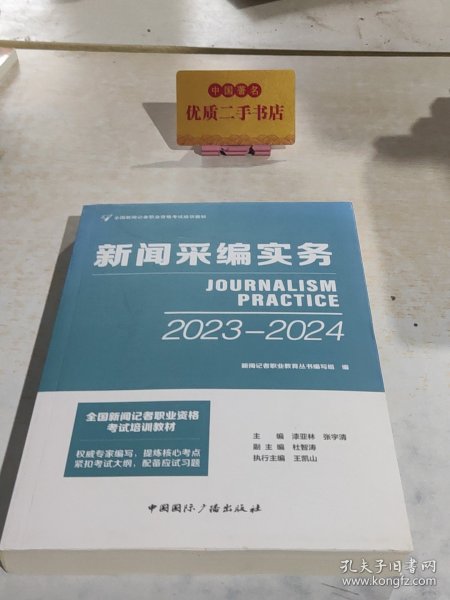 中国著名
优质二手书店
全国新闻记者职业资格考试培训教材
新闻采编实务
JOURNALISM
PRACTICE
2023-2024
新闻记者职业教育丛书编写组 编
全国新闻记者职业资格
考试培训教材
权威专家编写,提炼核心考点
紧扣考试大纲,配备应试习题
主 编 漆亚林 张宇清
副主编 杜智涛
执行主编 王凯山
中国国际广播出版社
孔夫子旧书网
www.kongfz.com